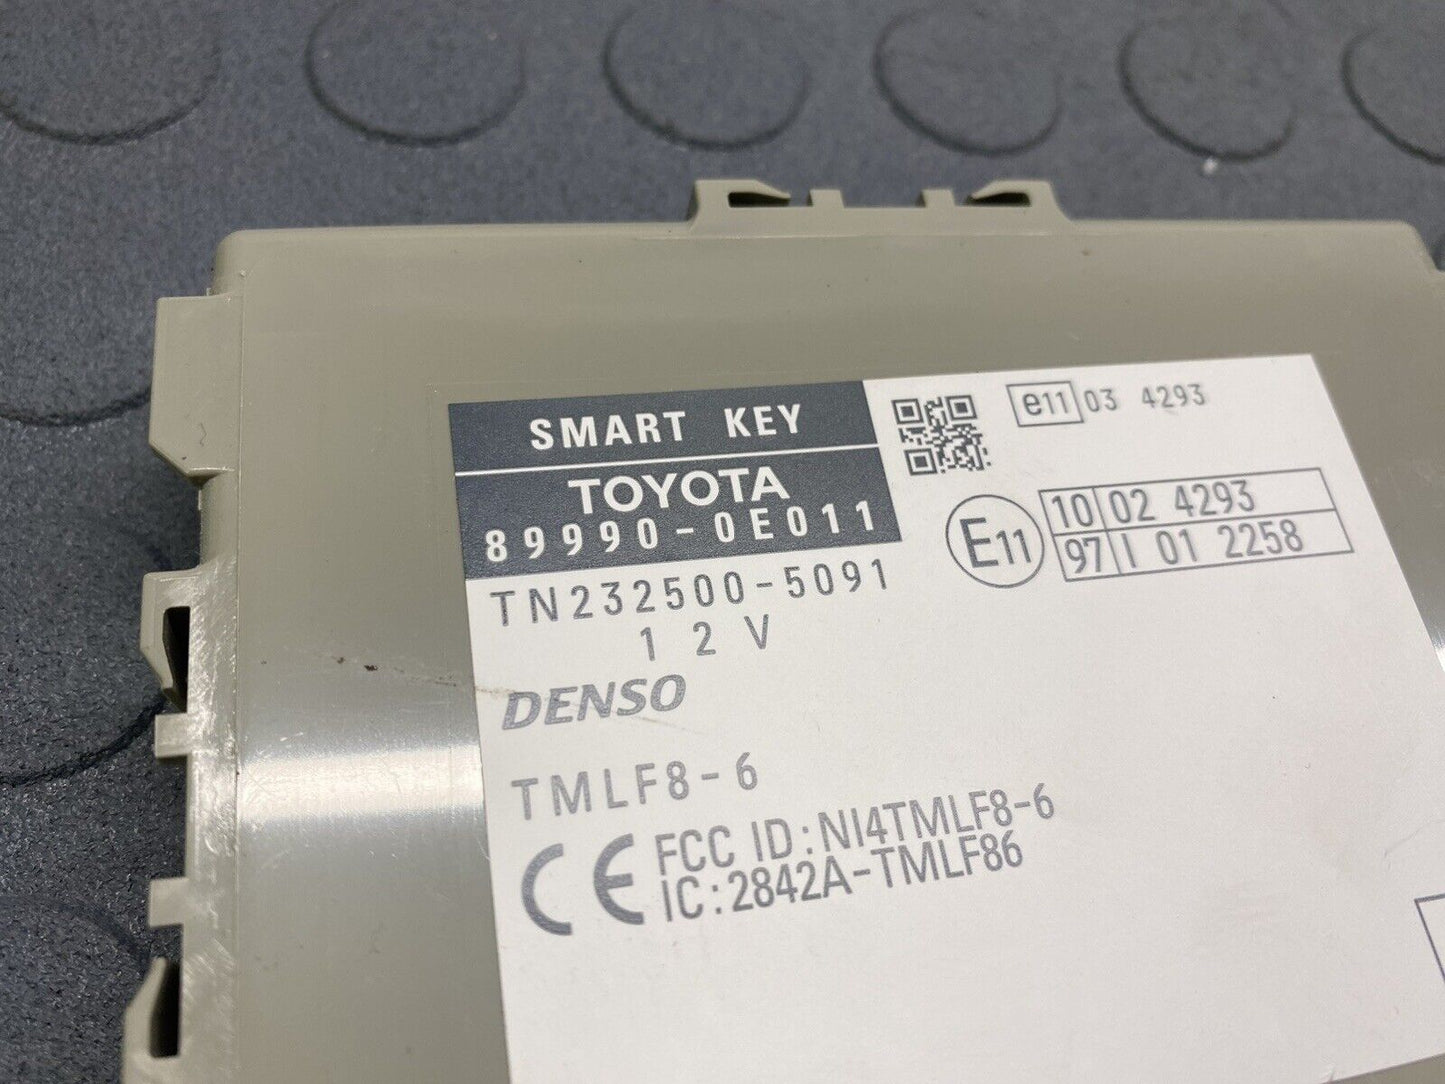 SMART KEY
TOYOTA
89990-0E011
TN232500-5091
12V
DENSO
TMLF8-6
CE FCC ID:NI4TMLF8-6
IC:2842A-TMLF86
e11 03 4293
E11 10 02 4293
97 I 01 2258